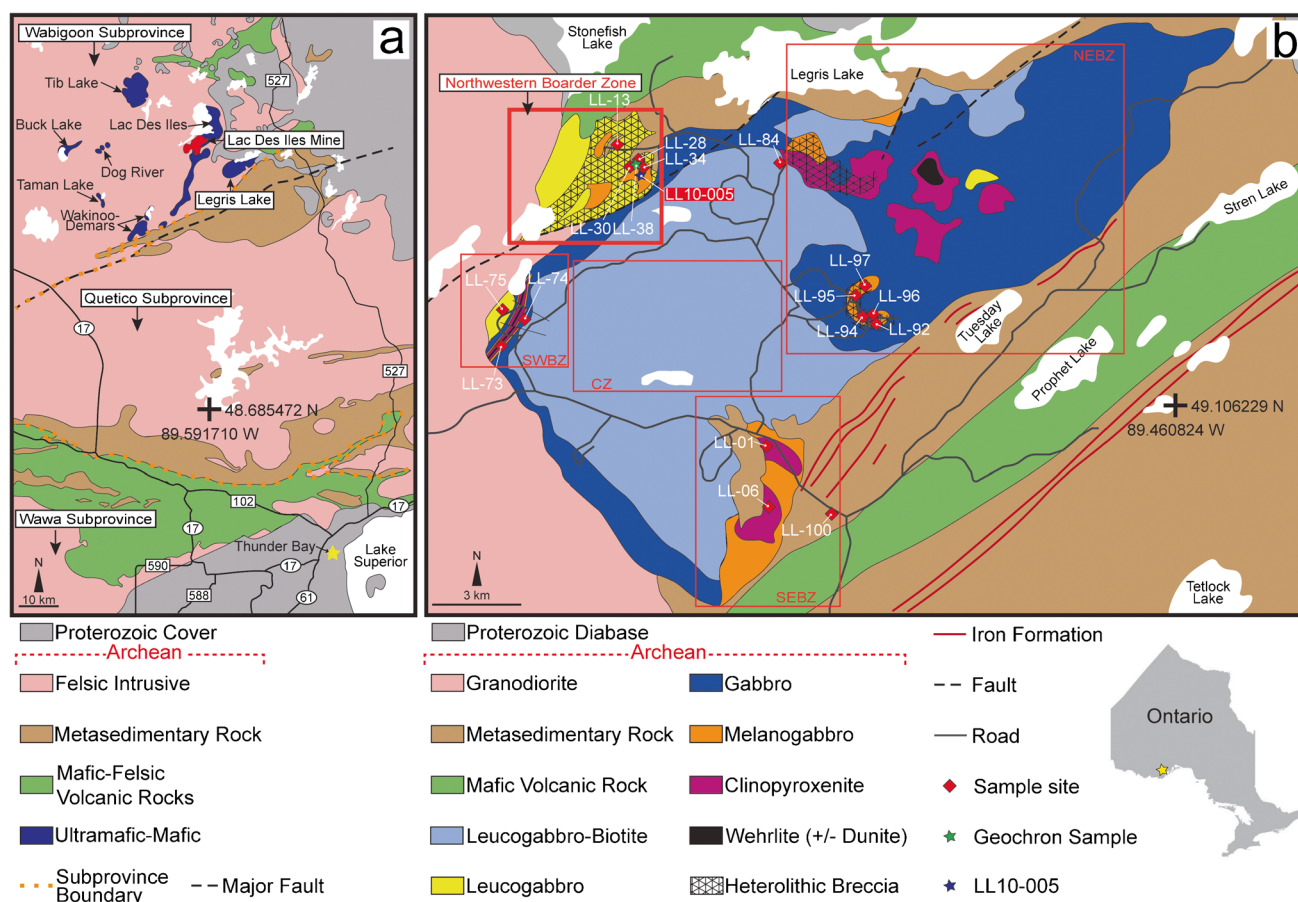 a
Wabigoon Subprovince
527
Tib Lake
Lac Des Iles
Buck Lake
Lac Des Iles Mine
Dog River
Taman Lake
Legris Lake
Wakinoo-
Demars
Quetico Subprovince
17
527
48.685472 N
89.591710 W
102
17
17
Wawa Subprovince
Thunder Bay
Lake
Superior
590
17
588
61
N
10 km
b
Stonefish
Lake
Legris Lake
NEBZ
Northwestern Boarder Zone
LL-13
LL-28
LL-84
LL-34
LL10-005
LL-30
LL-38
Stren Lake
LL-97
LL-75
LL-74
LL-95
LL-96
LL-94
LL-92
Tuesday
Lake
SWBZ
LL-73
CZ
Prophet Lake
49.106229 N
89.460824 W
LL-01
LL-06
LL-100
N
3 km
SEBZ
Tetlock
Lake
Proterozoic Cover
Archean
Felsic Intrusive
Metasedimentary Rock
Mafic-Felsic
Volcanic Rocks
Ultramafic-Mafic
Subprovince
Boundary
Major Fault
Proterozoic Diabase
Archean
Granodiorite
Metasedimentary Rock
Mafic Volcanic Rock
Leucogabbro-Biotite
Leucogabbro
Gabbro
Melanogabbro
Clinopyroxenite
Wehrlite (+/- Dunite)
Heterolithic Breccia
Iron Formation
Fault
Road
Sample site
Geochron Sample
LL10-005
Ontario